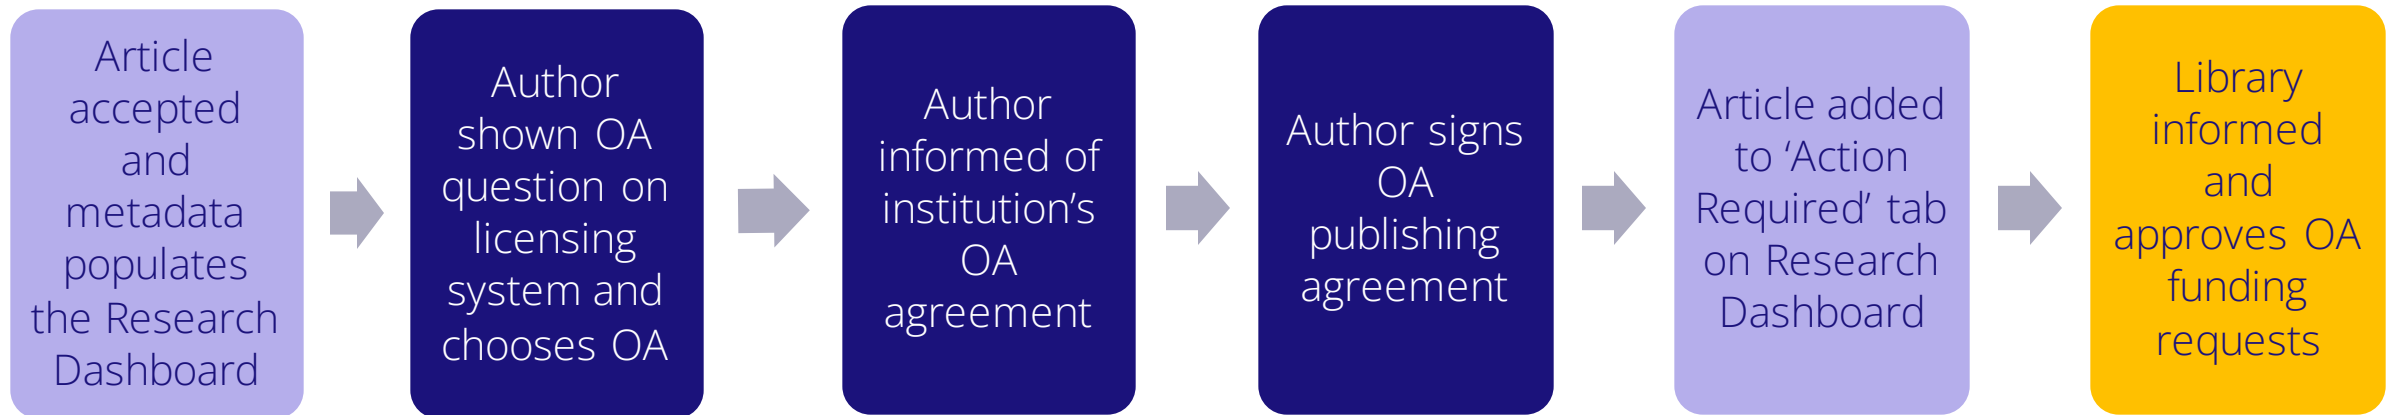 Article
accepted
and
metadata
populates
the Research
Dashboard
Author
shown OA
question on
licensing
system and
chooses OA
Author
informed of
institution’s
OA
agreement
Author signs
OA
publishing
agreement
Article added
to ‘Action
Required’ tab
on Research
Dashboard
Library
informed
and
approves OA
funding
requests